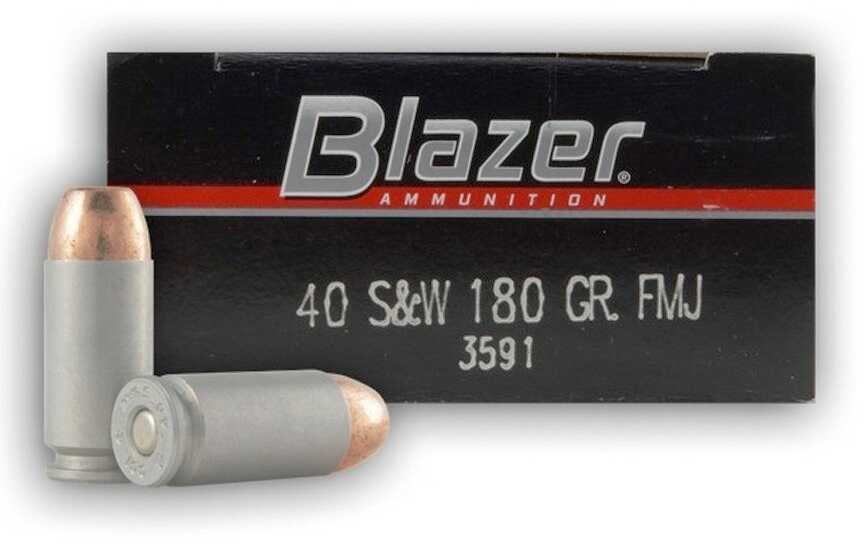 Blazer®
AMMUNITION
40 S&W 180 GR. FMJ
3591